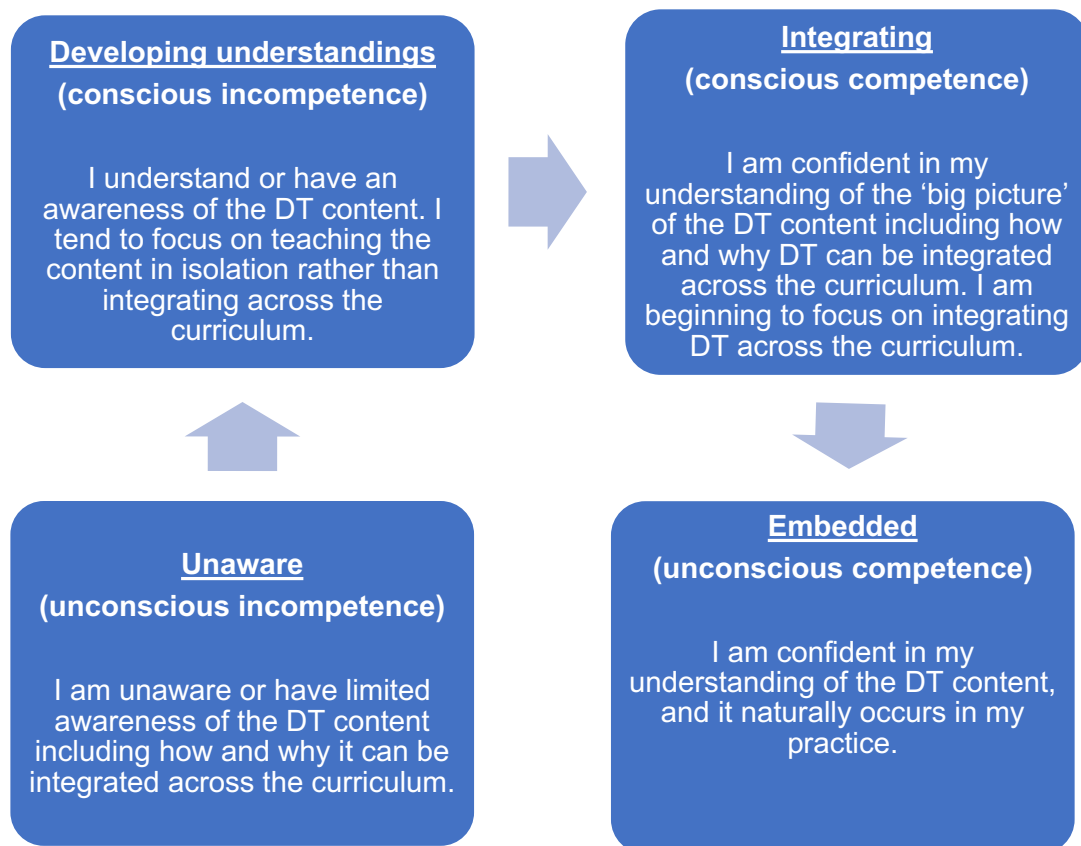 Developing understandings
(conscious incompetence)
I understand or have an
awareness of the DT content. I
tend to focus on teaching the
content in isolation rather than
integrating across the
curriculum.
Integrating
(conscious competence)
I am confident in my
understanding of the ‘big picture’
of the DT content including how
and why DT can be integrated
across the curriculum. I am
beginning to focus on integrating
DT across the curriculum.
Unaware
(unconscious incompetence)
I am unaware or have limited
awareness of the DT content
including how and why it can be
integrated across the curriculum.
Embedded
(unconscious competence)
I am confident in my
understanding of the DT content,
and it naturally occurs in my
practice.